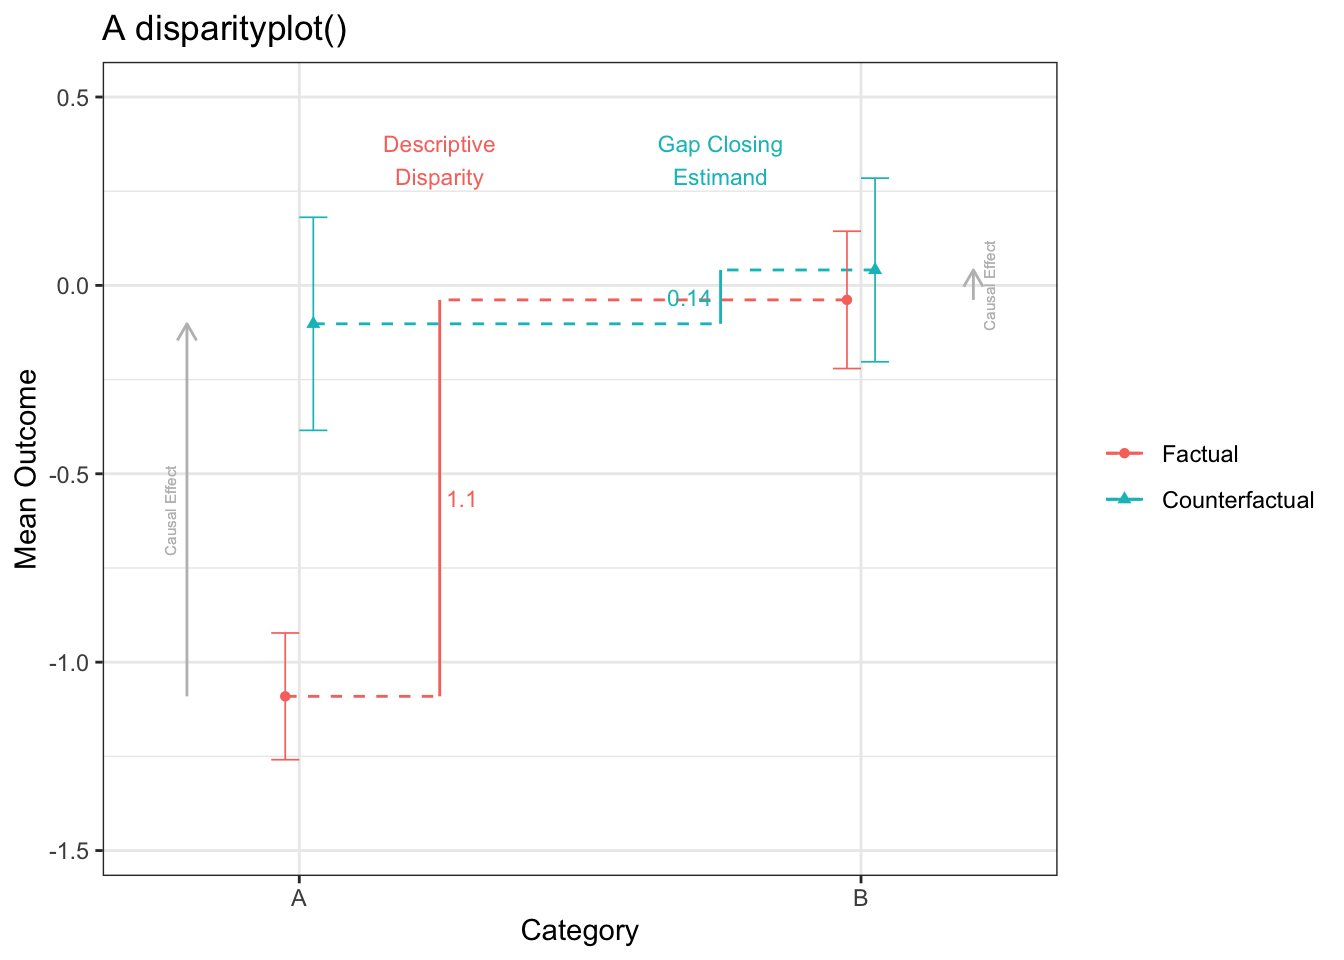 A disparityplot()
Descriptive
Disparity
Gap Closing
Estimand
0.5
0.0
-0.5
-1.0
-1.5
Mean Outcome
Causal Effect
1.1
0.14
Causal Effect
A
B
Category
Factual
Counterfactual